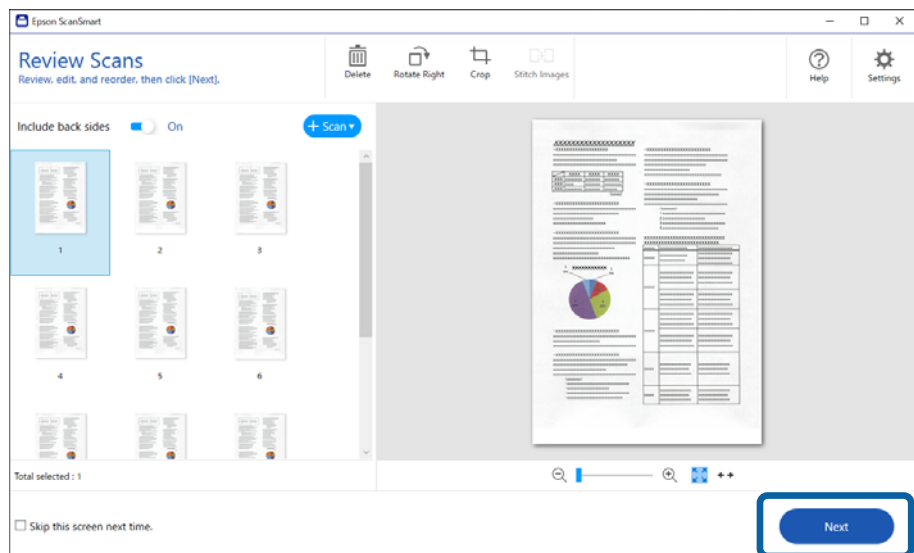 Epson ScanSmart
Review Scans
Review, edit, and reorder, then click [Next].
Delete
Rotate Right
Crop
Stitch Images
Help
Settings
Include back sides
On
+ Scan
1
2
3
4
5
6
Total selected : 1
Skip this screen next time.
Next